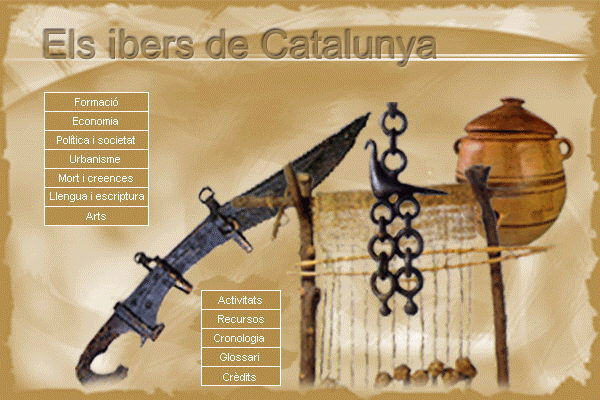 Els ibers de Catalunya
Formació
Economia
Política i societat
Urbanisme
Mort i creences
Llengua i escriptura
Arts
Activitats
Recursos
Cronologia
Glossari
Crèdits